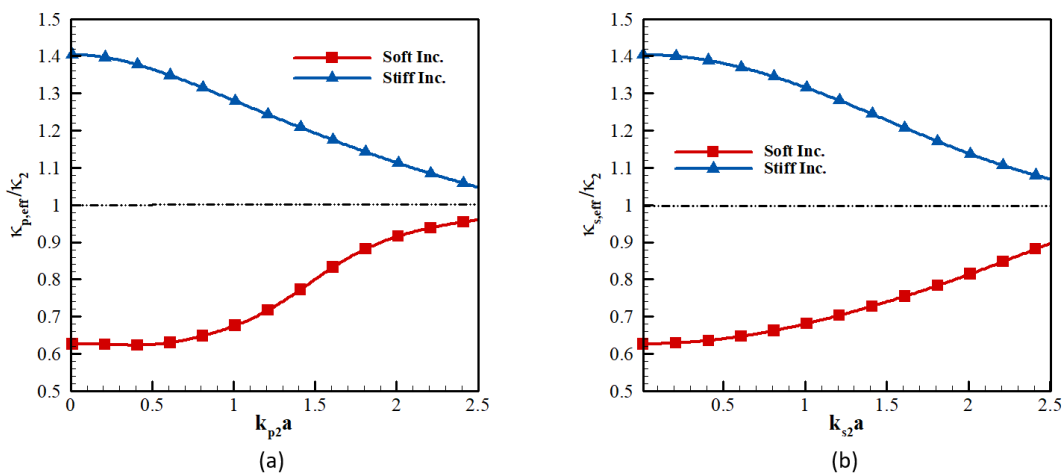 1.5
1.4
1.3
1.2
1.1
1
0.9
0.8
0.7
0.6
0.5
κp,eff/κ2
Soft Inc.
Stiff Inc.
0 0.5 1 1.5 2 2.5
kp2a
(a)
1.5
1.4
1.3
1.2
1.1
1
0.9
0.8
0.7
0.6
0.5
κs,eff/κ2
Soft Inc.
Stiff Inc.
0.5 1 1.5 2 2.5
ks2a
(b)